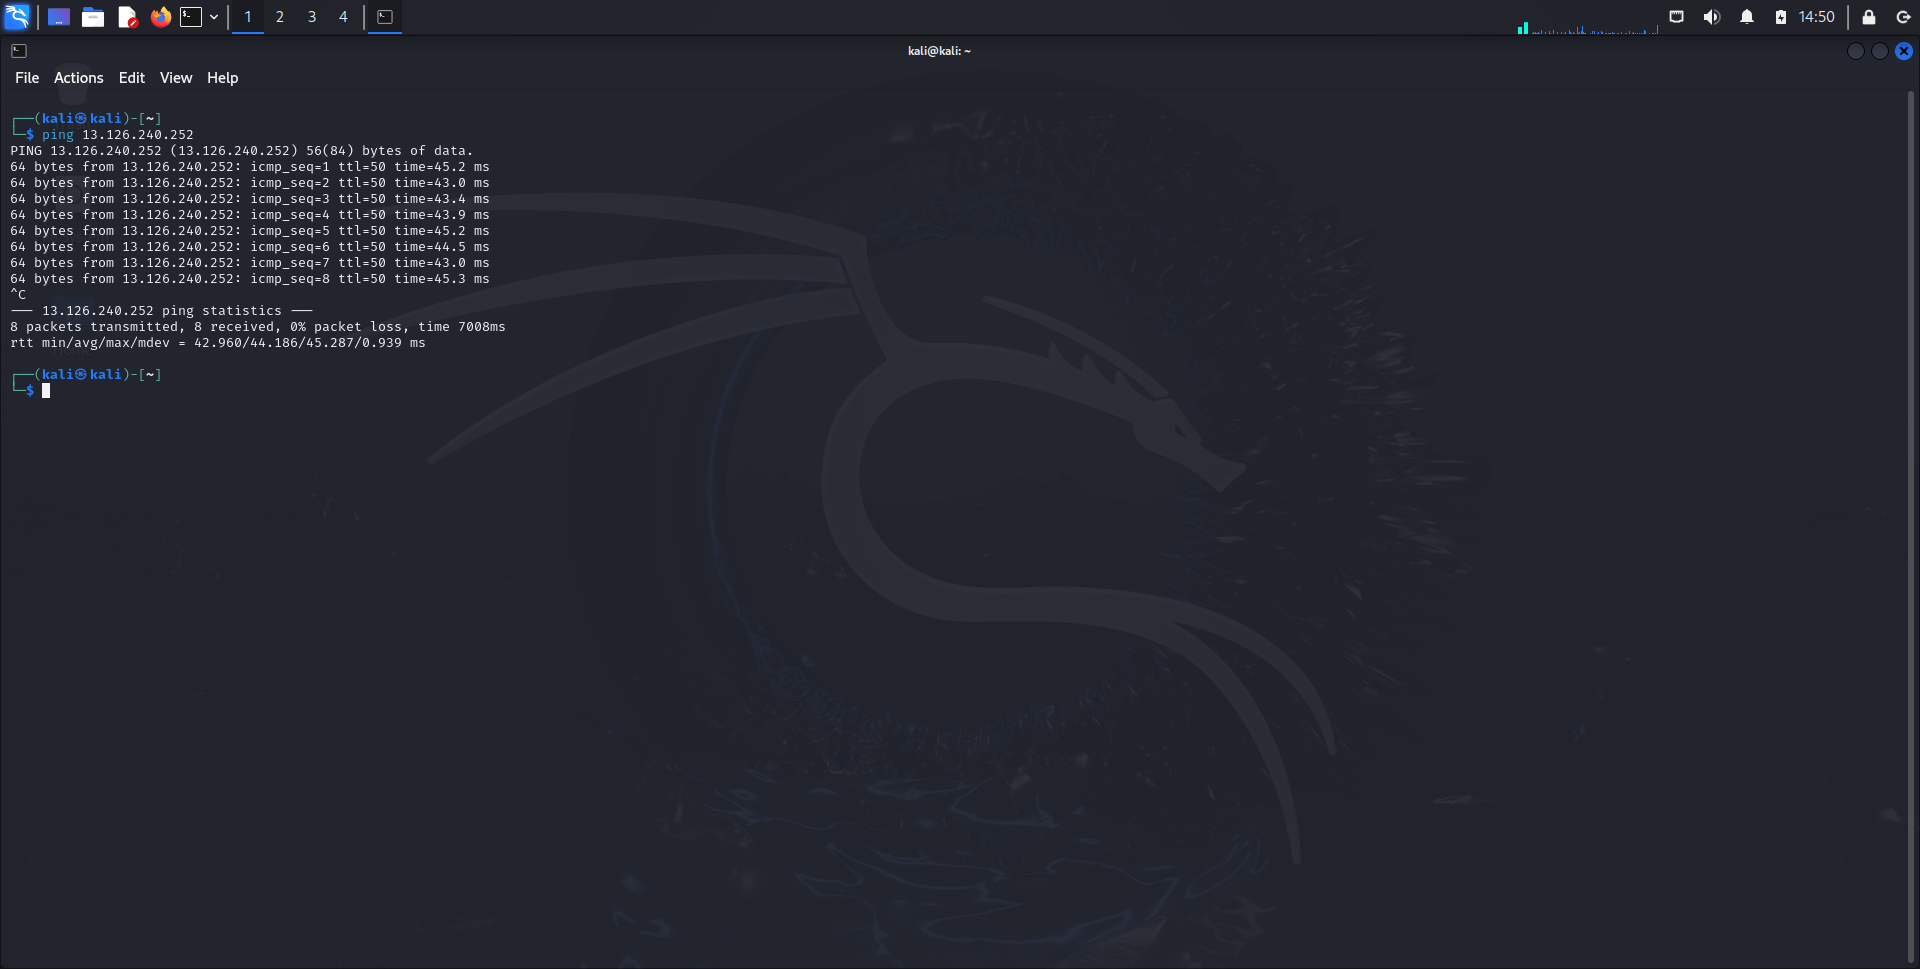 1 2 3 4 14:50
kali@kali: ~
File Actions Edit View Help
┌──(kali㉿kali)-[~]
└─$ ping 13.126.240.252
PING 13.126.240.252 (13.126.240.252) 56(84) bytes of data.
64 bytes from 13.126.240.252: icmp_seq=1 ttl=50 time=45.2 ms
64 bytes from 13.126.240.252: icmp_seq=2 ttl=50 time=43.0 ms
64 bytes from 13.126.240.252: icmp_seq=3 ttl=50 time=43.4 ms
64 bytes from 13.126.240.252: icmp_seq=4 ttl=50 time=43.9 ms
64 bytes from 13.126.240.252: icmp_seq=5 ttl=50 time=45.2 ms
64 bytes from 13.126.240.252: icmp_seq=6 ttl=50 time=44.5 ms
64 bytes from 13.126.240.252: icmp_seq=7 ttl=50 time=43.0 ms
64 bytes from 13.126.240.252: icmp_seq=8 ttl=50 time=45.3 ms
^C
--- 13.126.240.252 ping statistics ---
8 packets transmitted, 8 received, 0% packet loss, time 7008ms
rtt min/avg/max/mdev = 42.960/44.186/45.287/0.939 ms
┌──(kali㉿kali)-[~]
└─$